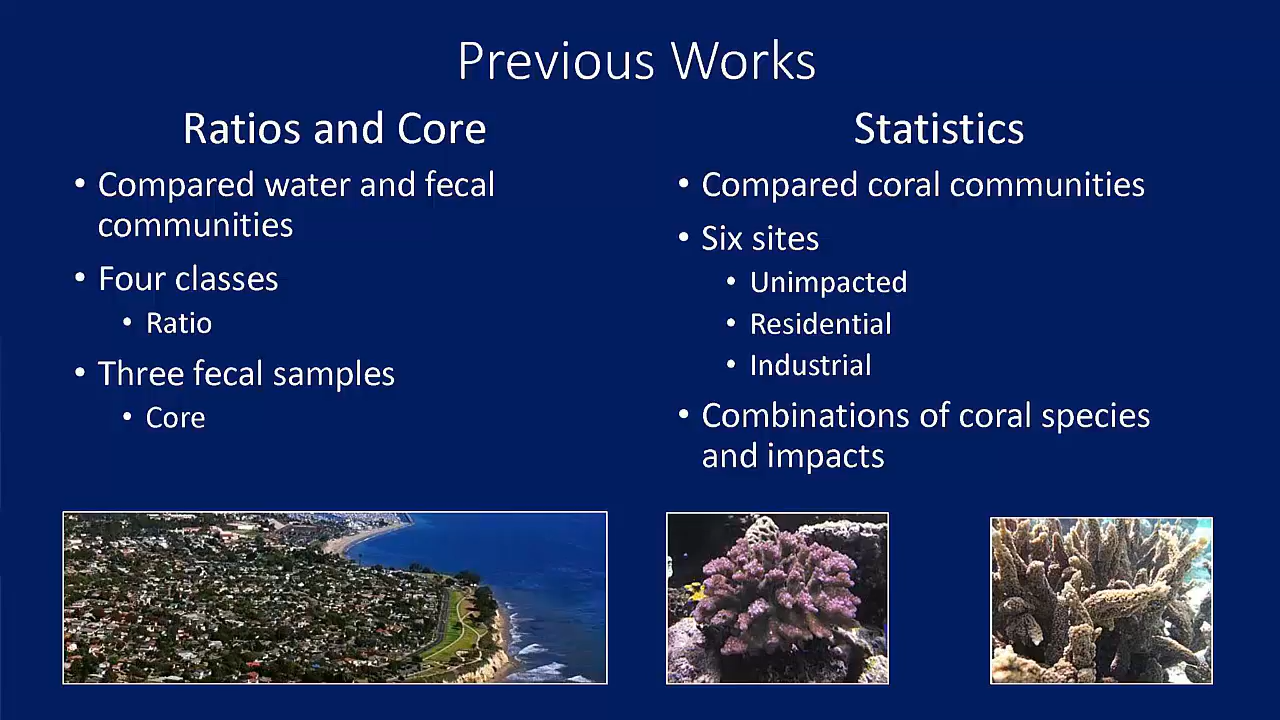 Previous Works
Ratios and Core
• Compared water and fecal
communities
• Four classes
• Ratio
• Three fecal samples
• Core
Statistics
• Compared coral communities
• Six sites
• Unimpacted
• Residential
• Industrial
• Combinations of coral species
and impacts